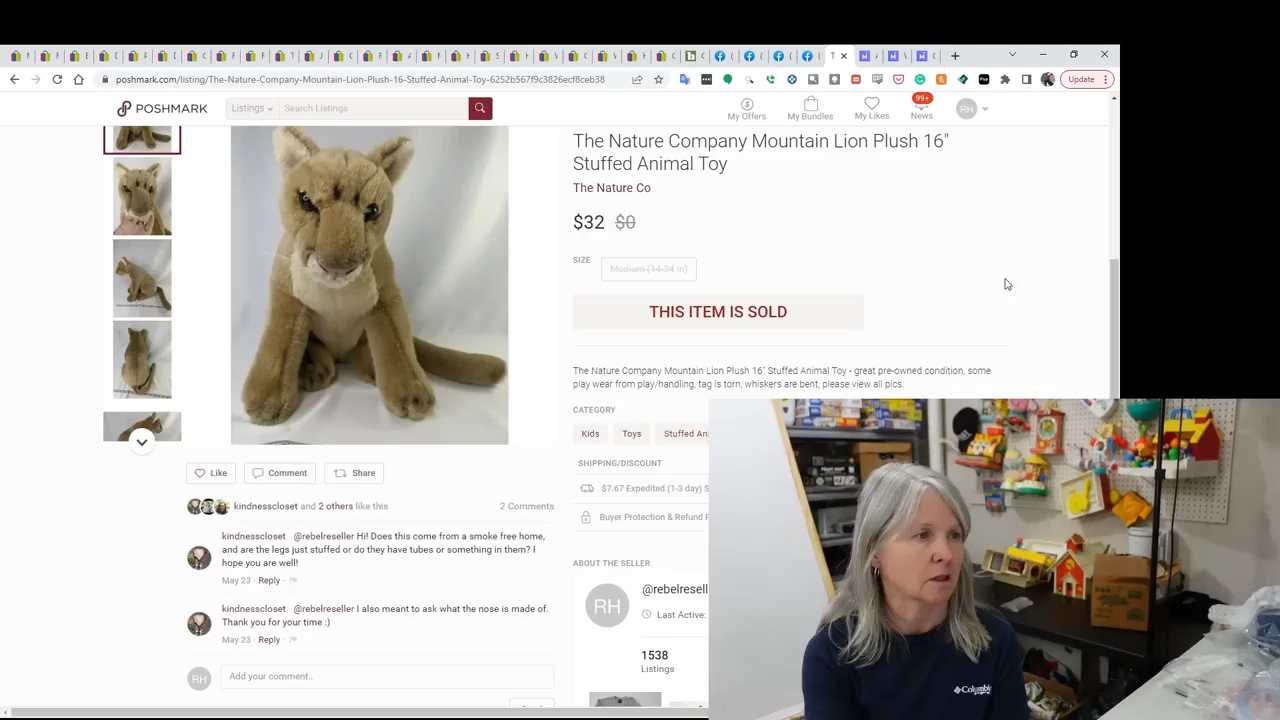 poshmark.com/listing/The-Nature-Company-Mountain-Lion-Plush-16-Stuffed-Animal-Toy-6252b567f9c3826ecf8ceb38
Update
POSHMARK
Listings
Search Listings
My Offers
My Bundles
My Likes
99+
News
RH
The Nature Company Mountain Lion Plush 16"
Stuffed Animal Toy
The Nature Co
$32 $0
SIZE
Medium (14-24 in)
THIS ITEM IS SOLD
The Nature Company Mountain Lion Plush 16" Stuffed Animal Toy - great pre-owned condition, some
play wear from play/handling, tag is torn, whiskers are bent, please view all pics.
CATEGORY
Kids Toys Stuffed An
SHIPPING/DISCOUNT
$7.67 Expedited (1-3 day) S
Buyer Protection & Refund P
ABOUT THE SELLER
RH
@rebelresell
Last Active:
1538
Listings
Like Comment Share
kindnesscloset and 2 others like this
2 Comments
kindnesscloset @rebelreseller Hi! Does this come from a smoke free home,
and are the legs just stuffed or do they have tubes or something in them? I
hope you are well!
May 23 · Reply
kindnesscloset @rebelreseller I also meant to ask what the nose is made of.
Thank you for your time :)
May 23 · Reply
RH
Add your comment..
Columbia